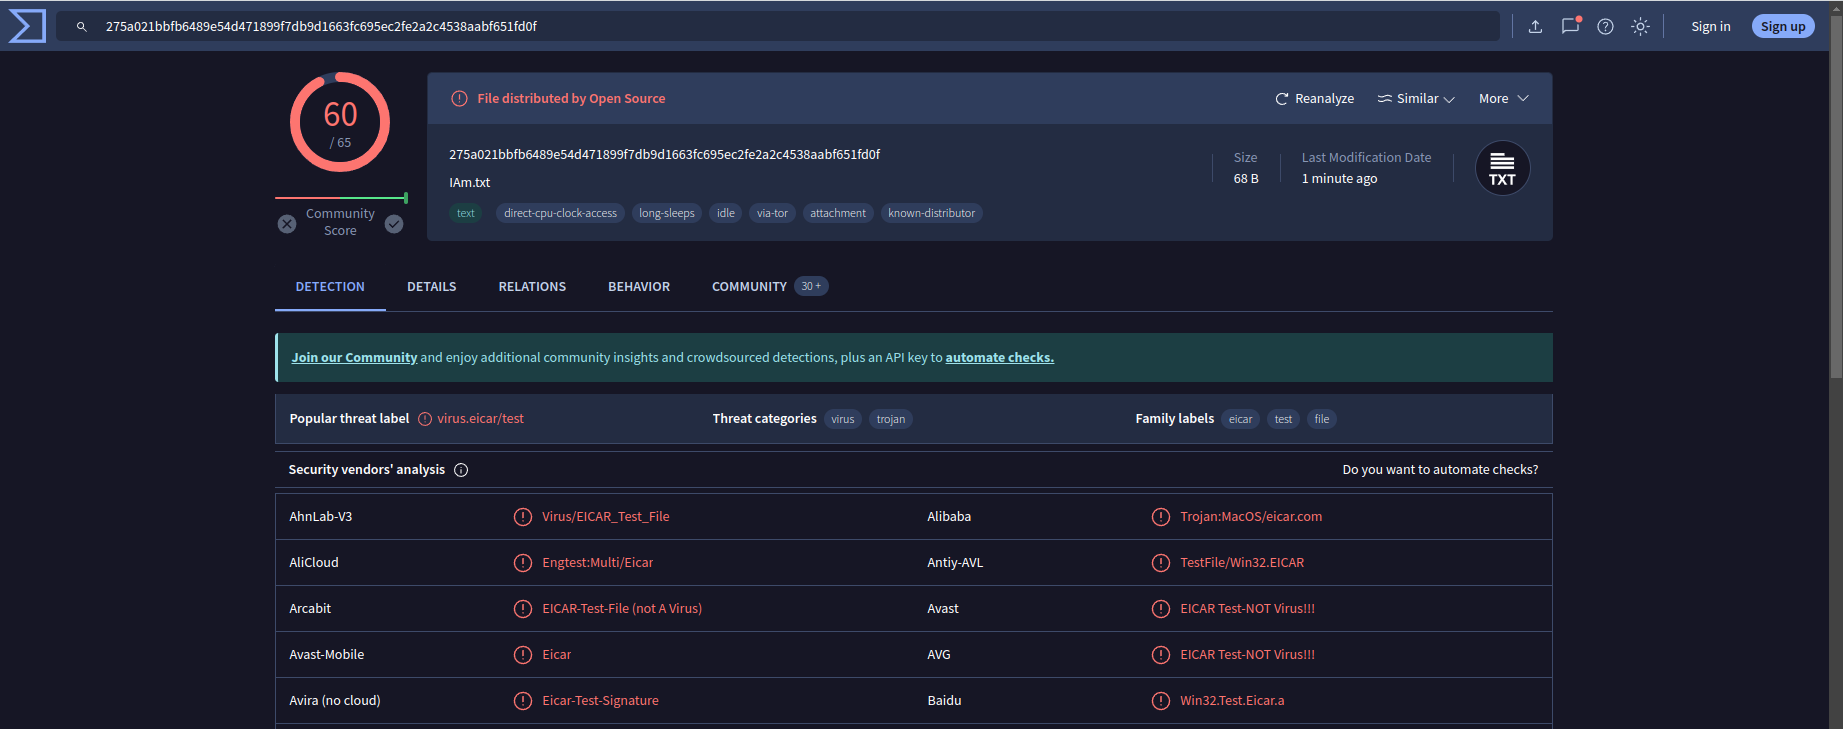 275a021bbfb6489e54d471899f7db9d1663fc695ec2fe2a2c4538aabf651fd0f
Sign in
Sign up
60
/ 65
Community
Score
File distributed by Open Source
Reanalyze
Similar
More
275a021bbfb6489e54d471899f7db9d1663fc695ec2fe2a2c4538aabf651fd0f
IAm.txt
text direct-cpu-clock-access long-sleeps idle via-tor attachment known-distributor
Size
68 B
Last Modification Date
1 minute ago
TXT
DETECTION DETAILS RELATIONS BEHAVIOR COMMUNITY 30 +
Join our Community and enjoy additional community insights and crowdsourced detections, plus an API key to automate checks.
Popular threat label virus.eicar/test Threat categories virus trojan Family labels eicar test file
Security vendors' analysis Do you want to automate checks?
AhnLab-V3 Virus/EICAR_Test_File Alibaba Trojan:MacOS/eicar.com
AliCloud Engtest:Multi/Eicar Antiy-AVL TestFile/Win32.EICAR
Arcabit EICAR-Test-File (not A Virus) Avast EICAR Test-NOT Virus!!!
Avast-Mobile Eicar AVG EICAR Test-NOT Virus!!!
Avira (no cloud) Eicar-Test-Signature Baidu Win32.Test.Eicar.a